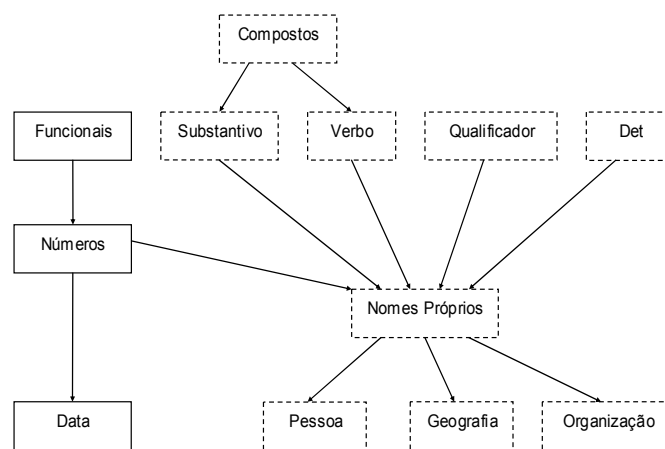 Compostos
Funcionais
Substantivo
Verbo
Qualificador
Det
Números
Nomes Próprios
Data
Pessoa
Geografia
Organização